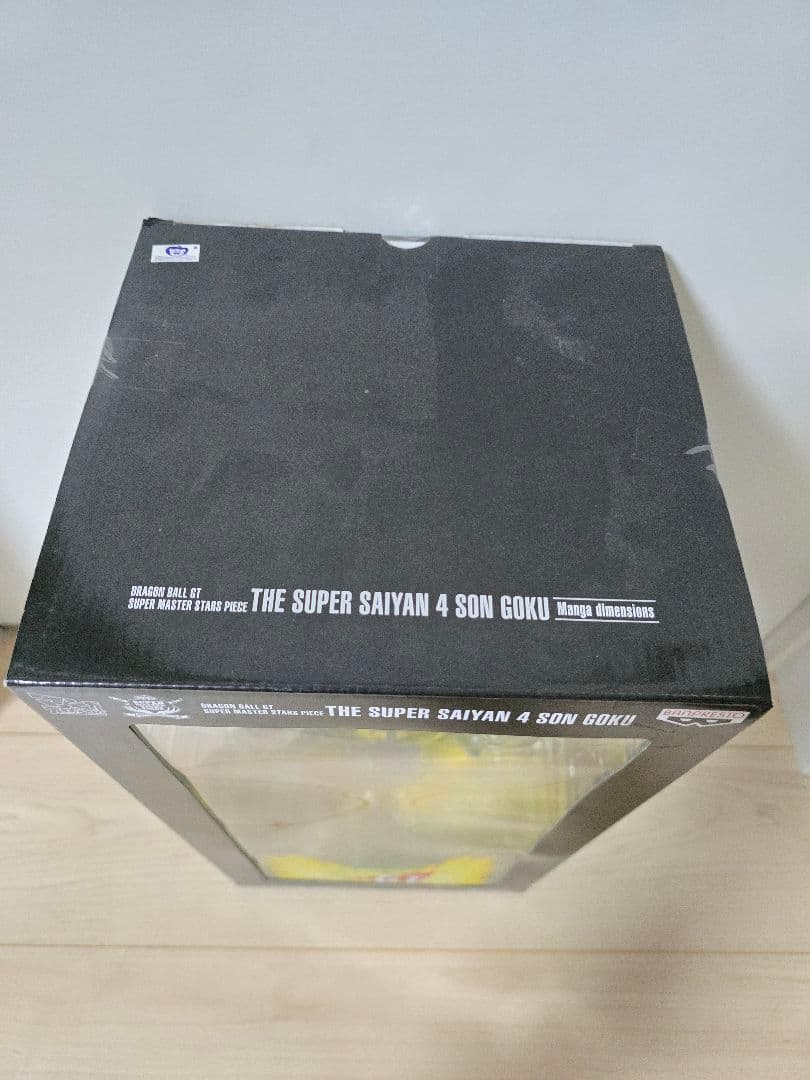 DRAGON BALL GT
SUPER MASTER STARS PIECE THE SUPER SAIYAN 4 SON GOKU Manga dimensions
DRAGON BALL GT
SUPER MASTER STARS PIECE THE SUPER SAIYAN 4 SON GOKU
BANPRESTO